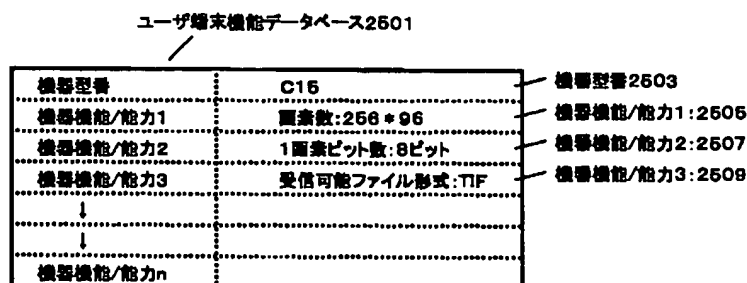 ユーザ端末機能データベース2501
機器型番 C15 機器型番2503
機器機能/能力1 画素数:256*96 機器機能/能力1:2505
機器機能/能力2 1画素ビット数:8ビット 機器機能/能力2:2507
機器機能/能力3 受信可能ファイル形式:TIF 機器機能/能力3:2509
↓
↓
機器機能/能力n